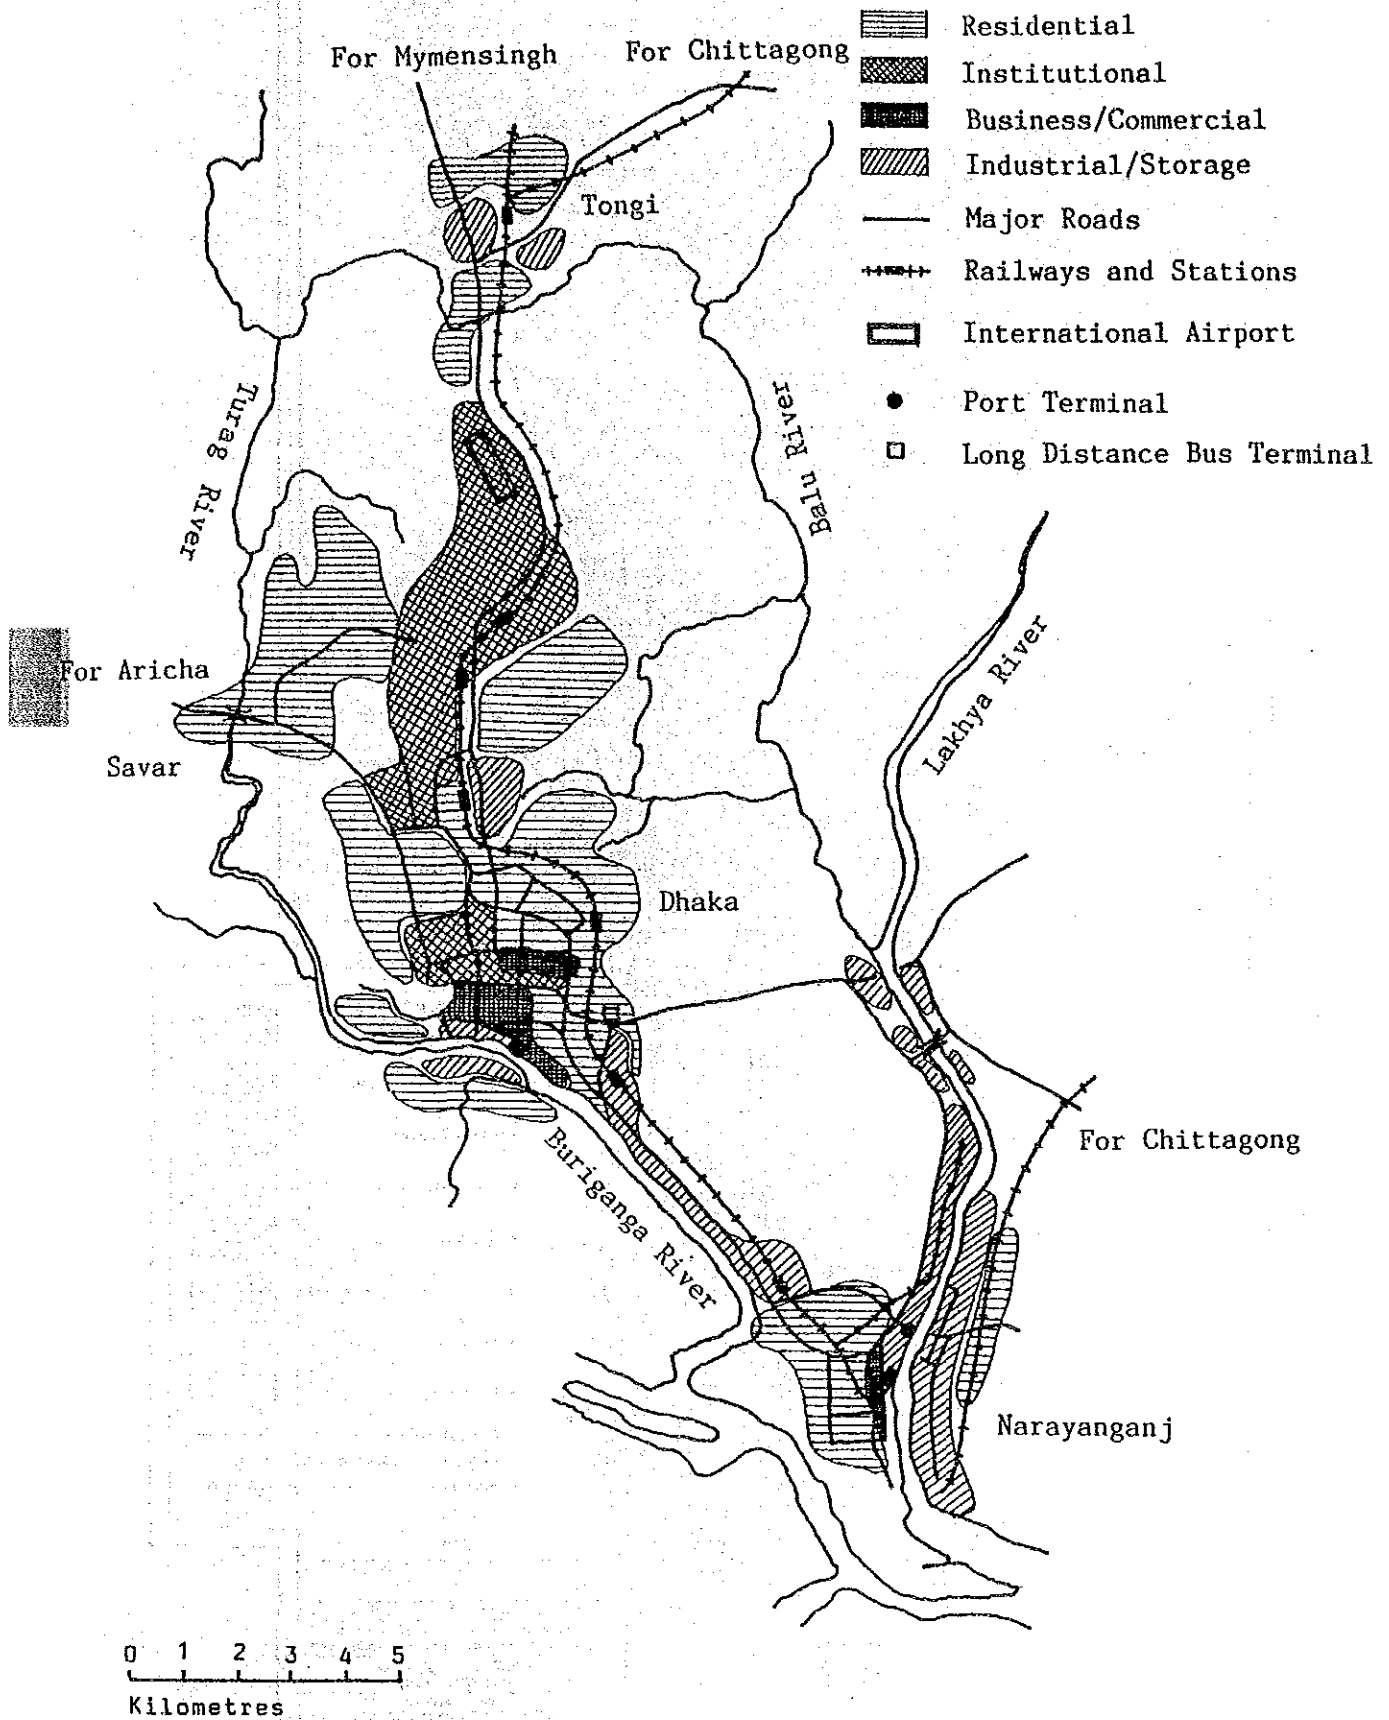 Residential
For Mymensingh
For Chittagong
Institutional
Business/Commercial
Industrial/Storage
Tongi
Major Roads
Railways and Stations
International Airport
Port Terminal
Long Distance Bus Terminal
Turag River
Balu River
For Aricha
Lakhya River
Savar
Dhaka
For Chittagong
Buriganga River
Narayanganj
0 1 2 3 4 5
Kilometres